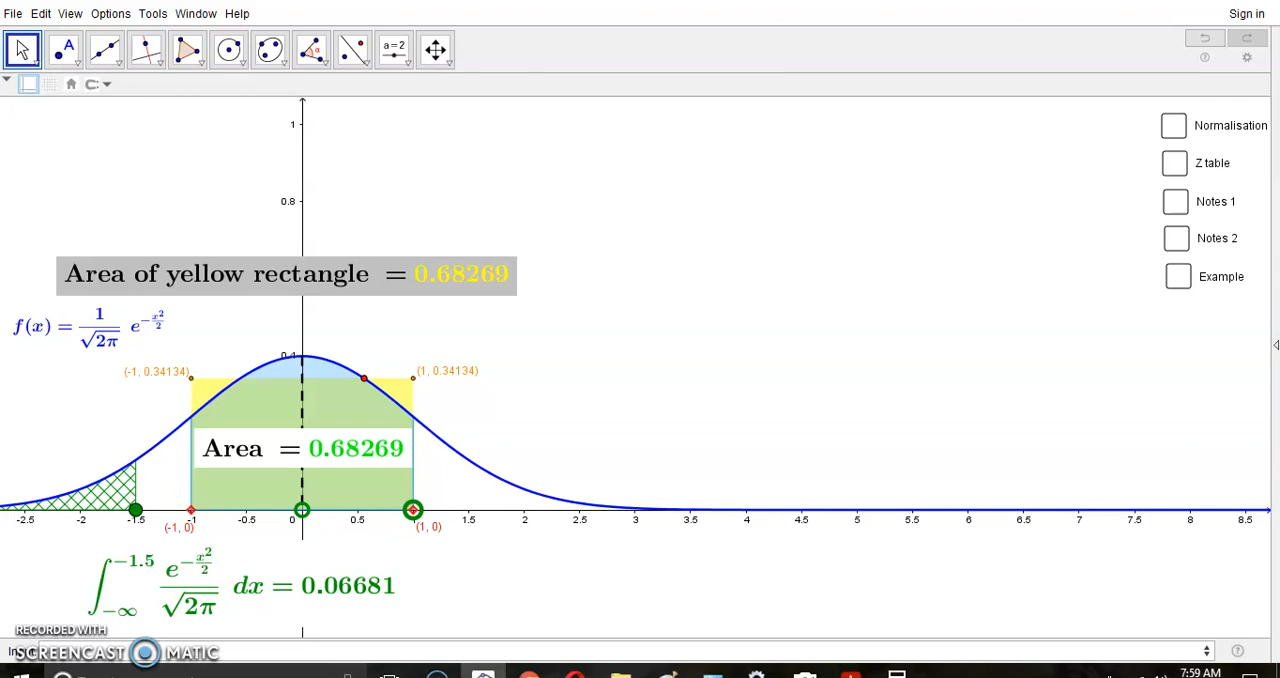 File Edit View Options Tools Window Help Sign in
A α a=2
1
Normalisation
Z table
0.8
Notes 1
Notes 2
Area of yellow rectangle = 0.68269
Example
f(x) = 1/√2π e^(-x²/2)
0.4
(-1, 0.34134) (1, 0.34134)
Area = 0.68269
-2.5 -2 -1.5 -1 -0.5 0 0.5 1.5 2 2.5 3 3.5 4 4.5 5 5.5 6 6.5 7 7.5 8 8.5
(-1, 0) (1, 0)
∫_{-∞}^{-1.5} e^(-x²/2)/√2π dx = 0.06681
RECORDED WITH
SCREENCAST MATIC
7:59 AM